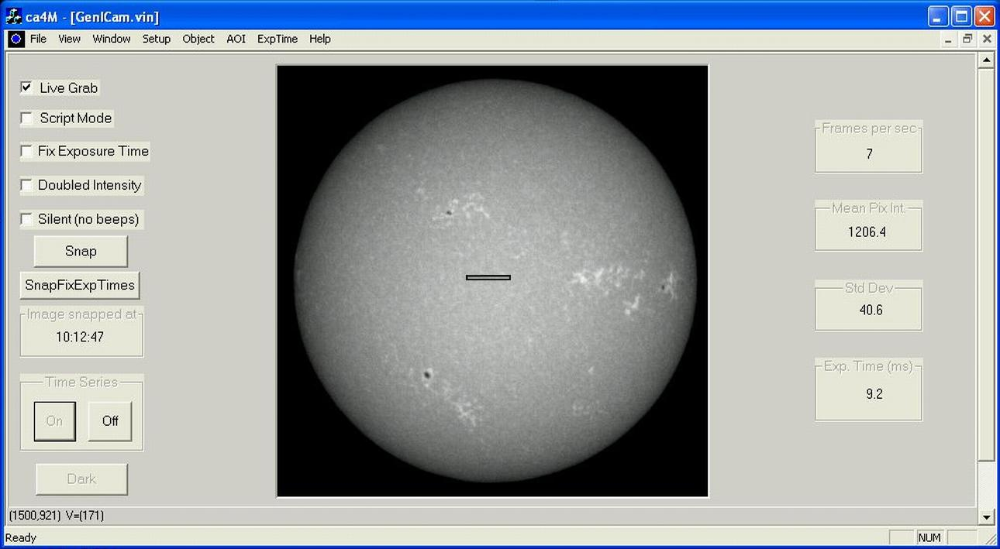 ca4M - [GenICam.vin]
File View Window Setup Object AOI ExpTime Help
Live Grab
Script Mode
Fix Exposure Time
Doubled Intensity
Silent (no beeps)
Snap
SnapFixExpTimes
Image snapped at
10:12:47
Time Series
On Off
Dark
Frames per sec
7
Mean Pix Int.
1206.4
Std Dev
40.6
Exp. Time (ms)
9.2
(1500,921) V=(171)
Ready
NUM